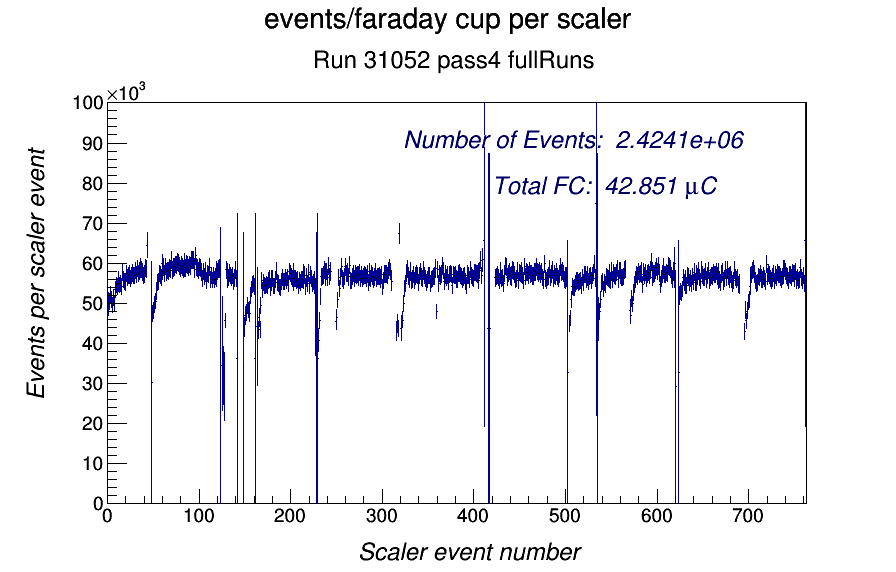 events/faraday cup per scaler
Run 31052 pass4 fullRuns
×10³
100
90
80
70
60
50
40
30
20
10
0
Events per scaler event
Number of Events: 2.4241e+06
Total FC: 42.851 μC
0 100 200 300 400 500 600 700
Scaler event number